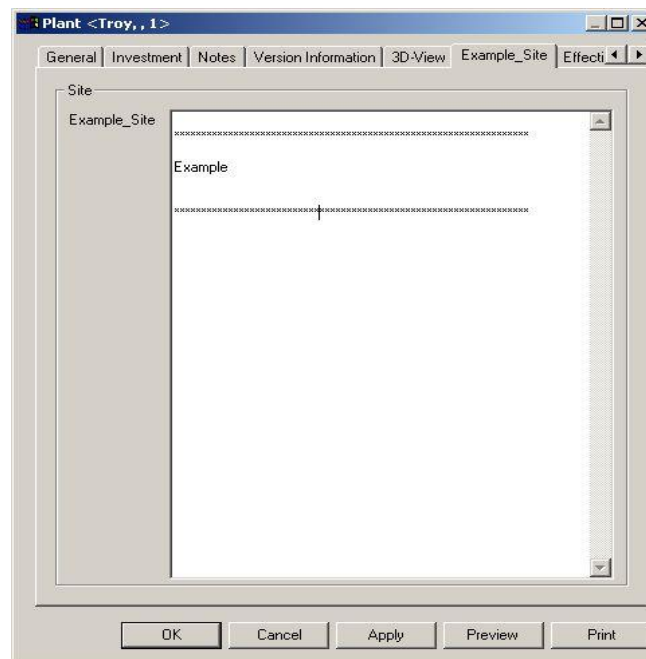 Plant <Troy, , 1>
General Investment Notes Version Information 3D-View Example_Site Effecti
Site
Example_Site
Example
OK Cancel Apply Preview Print